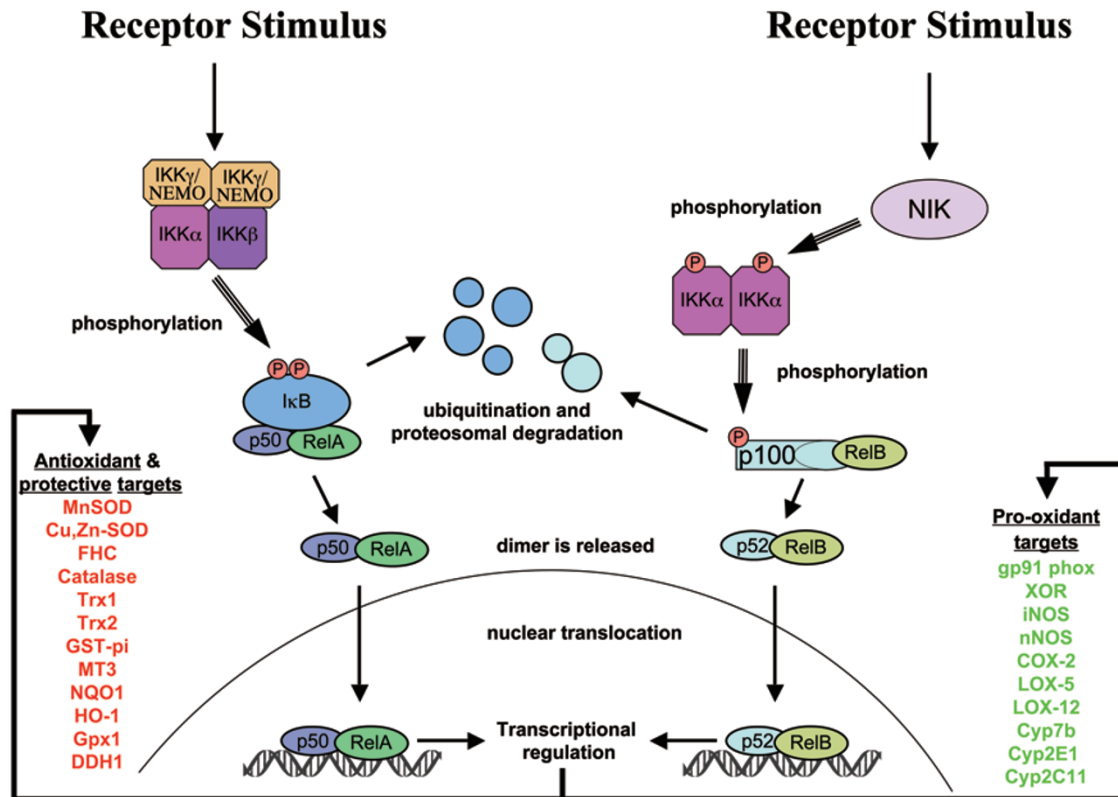 Receptor Stimulus
Receptor Stimulus
IKKγ/
NEMO
IKKγ/
NEMO
IKKα
IKKβ
phosphorylation
P
P
IκB
p50
RelA
NIK
phosphorylation
P
P
IKKα
IKKα
phosphorylation
P
p100
RelB
ubiquitination and
proteosomal degradation
p50
RelA
dimer is released
p52
RelB
nuclear translocation
p50
RelA
Transcriptional
regulation
p52
RelB
Antioxidant &
protective targets
MnSOD
Cu,Zn-SOD
FHC
Catalase
Trx1
Trx2
GST-pi
MT3
NQO1
HO-1
Gpx1
DDH1
Pro-oxidant
targets
gp91 phox
XOR
iNOS
nNOS
COX-2
LOX-5
LOX-12
Cyp7b
Cyp2E1
Cyp2C11